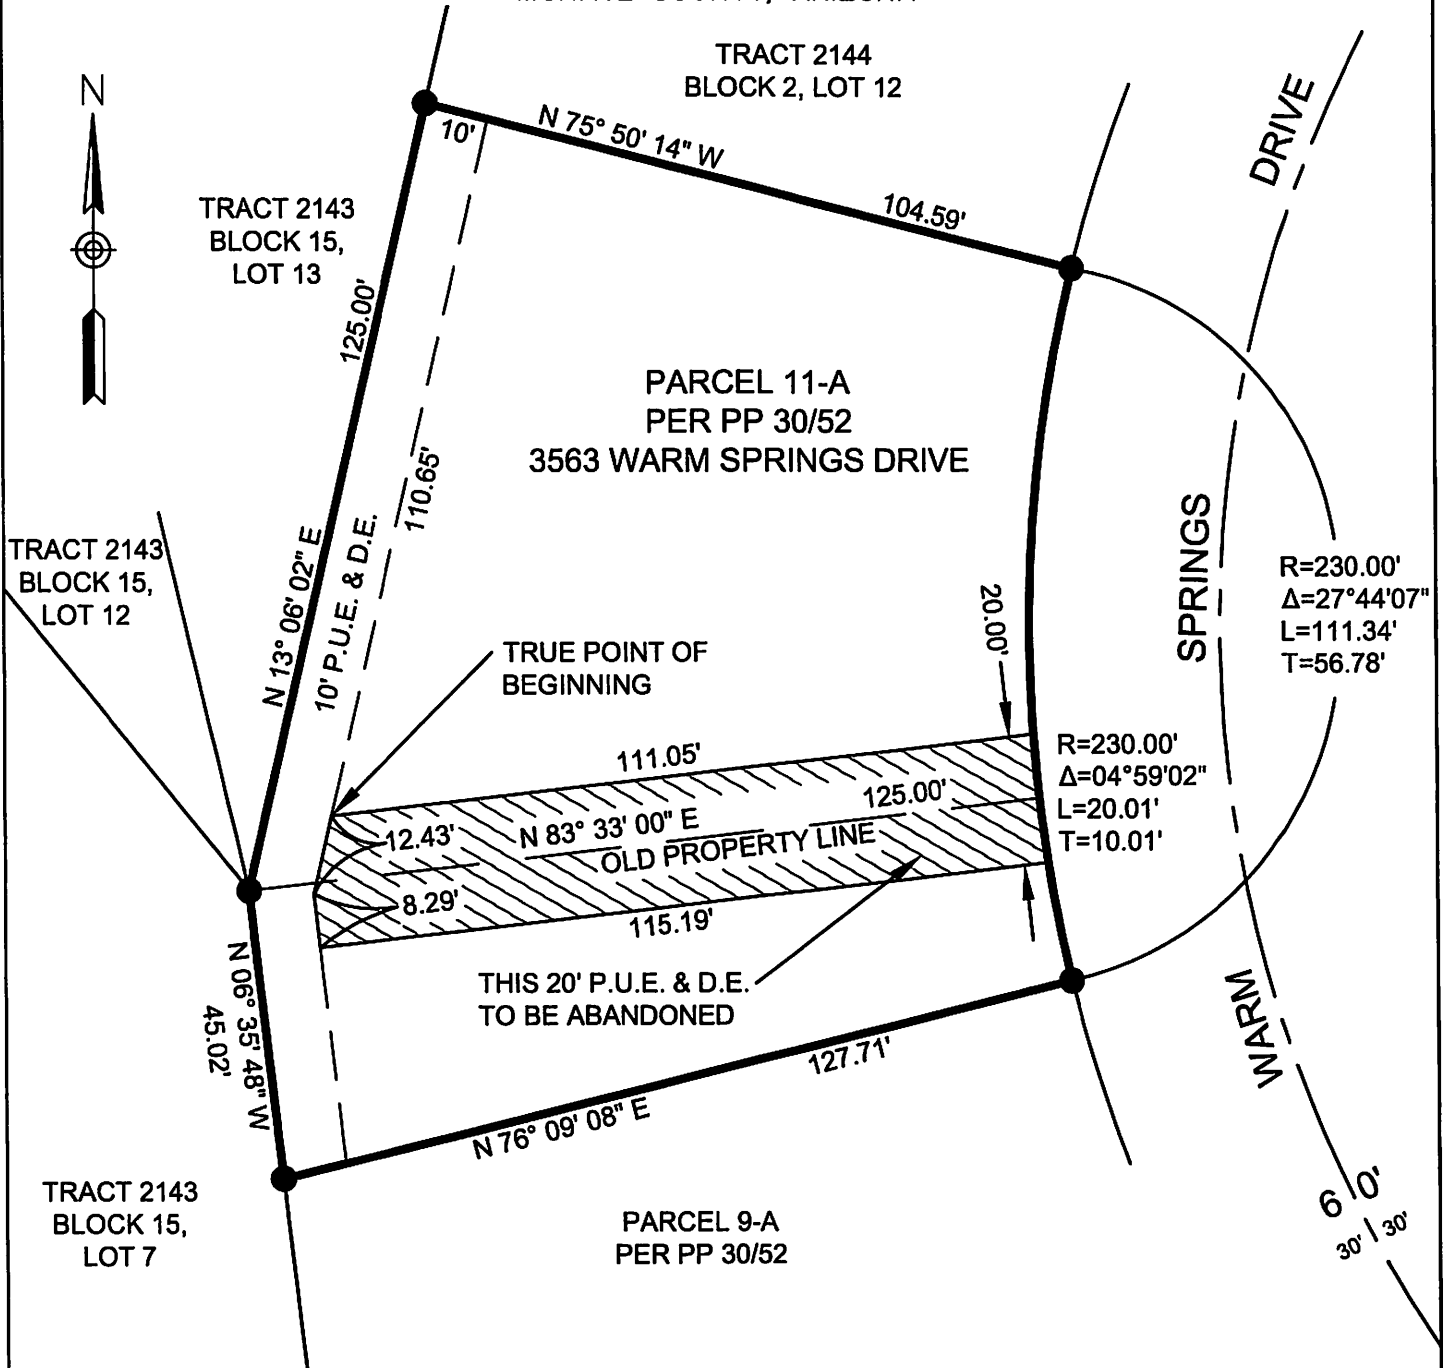 TRACT 2144
BLOCK 2, LOT 12
N
DRIVE
10'
N 75° 50' 14" W
104.59'
TRACT 2143
BLOCK 15,
LOT 13
125.00'
PARCEL 11-A
PER PP 30/52
3563 WARM SPRINGS DRIVE
110.65'
N 13° 06' 02" E
10' P.U.E. & D.E.
TRACT 2143
BLOCK 15,
LOT 12
SPRINGS
R=230.00'
Δ=27°44'07"
L=111.34'
T=56.78'
20.00'
TRUE POINT OF
BEGINNING
111.05'
R=230.00'
Δ=04°59'02"
L=20.01'
T=10.01'
125.00'
12.43'
N 83° 33' 00" E
OLD PROPERTY LINE
8.29'
115.19'
N 06° 35' 48" W
45.02'
THIS 20' P.U.E. & D.E.
TO BE ABANDONED
WARM
127.71'
N 76° 09' 08" E
TRACT 2143
BLOCK 15,
LOT 7
PARCEL 9-A
PER PP 30/52
60'
30' 30'